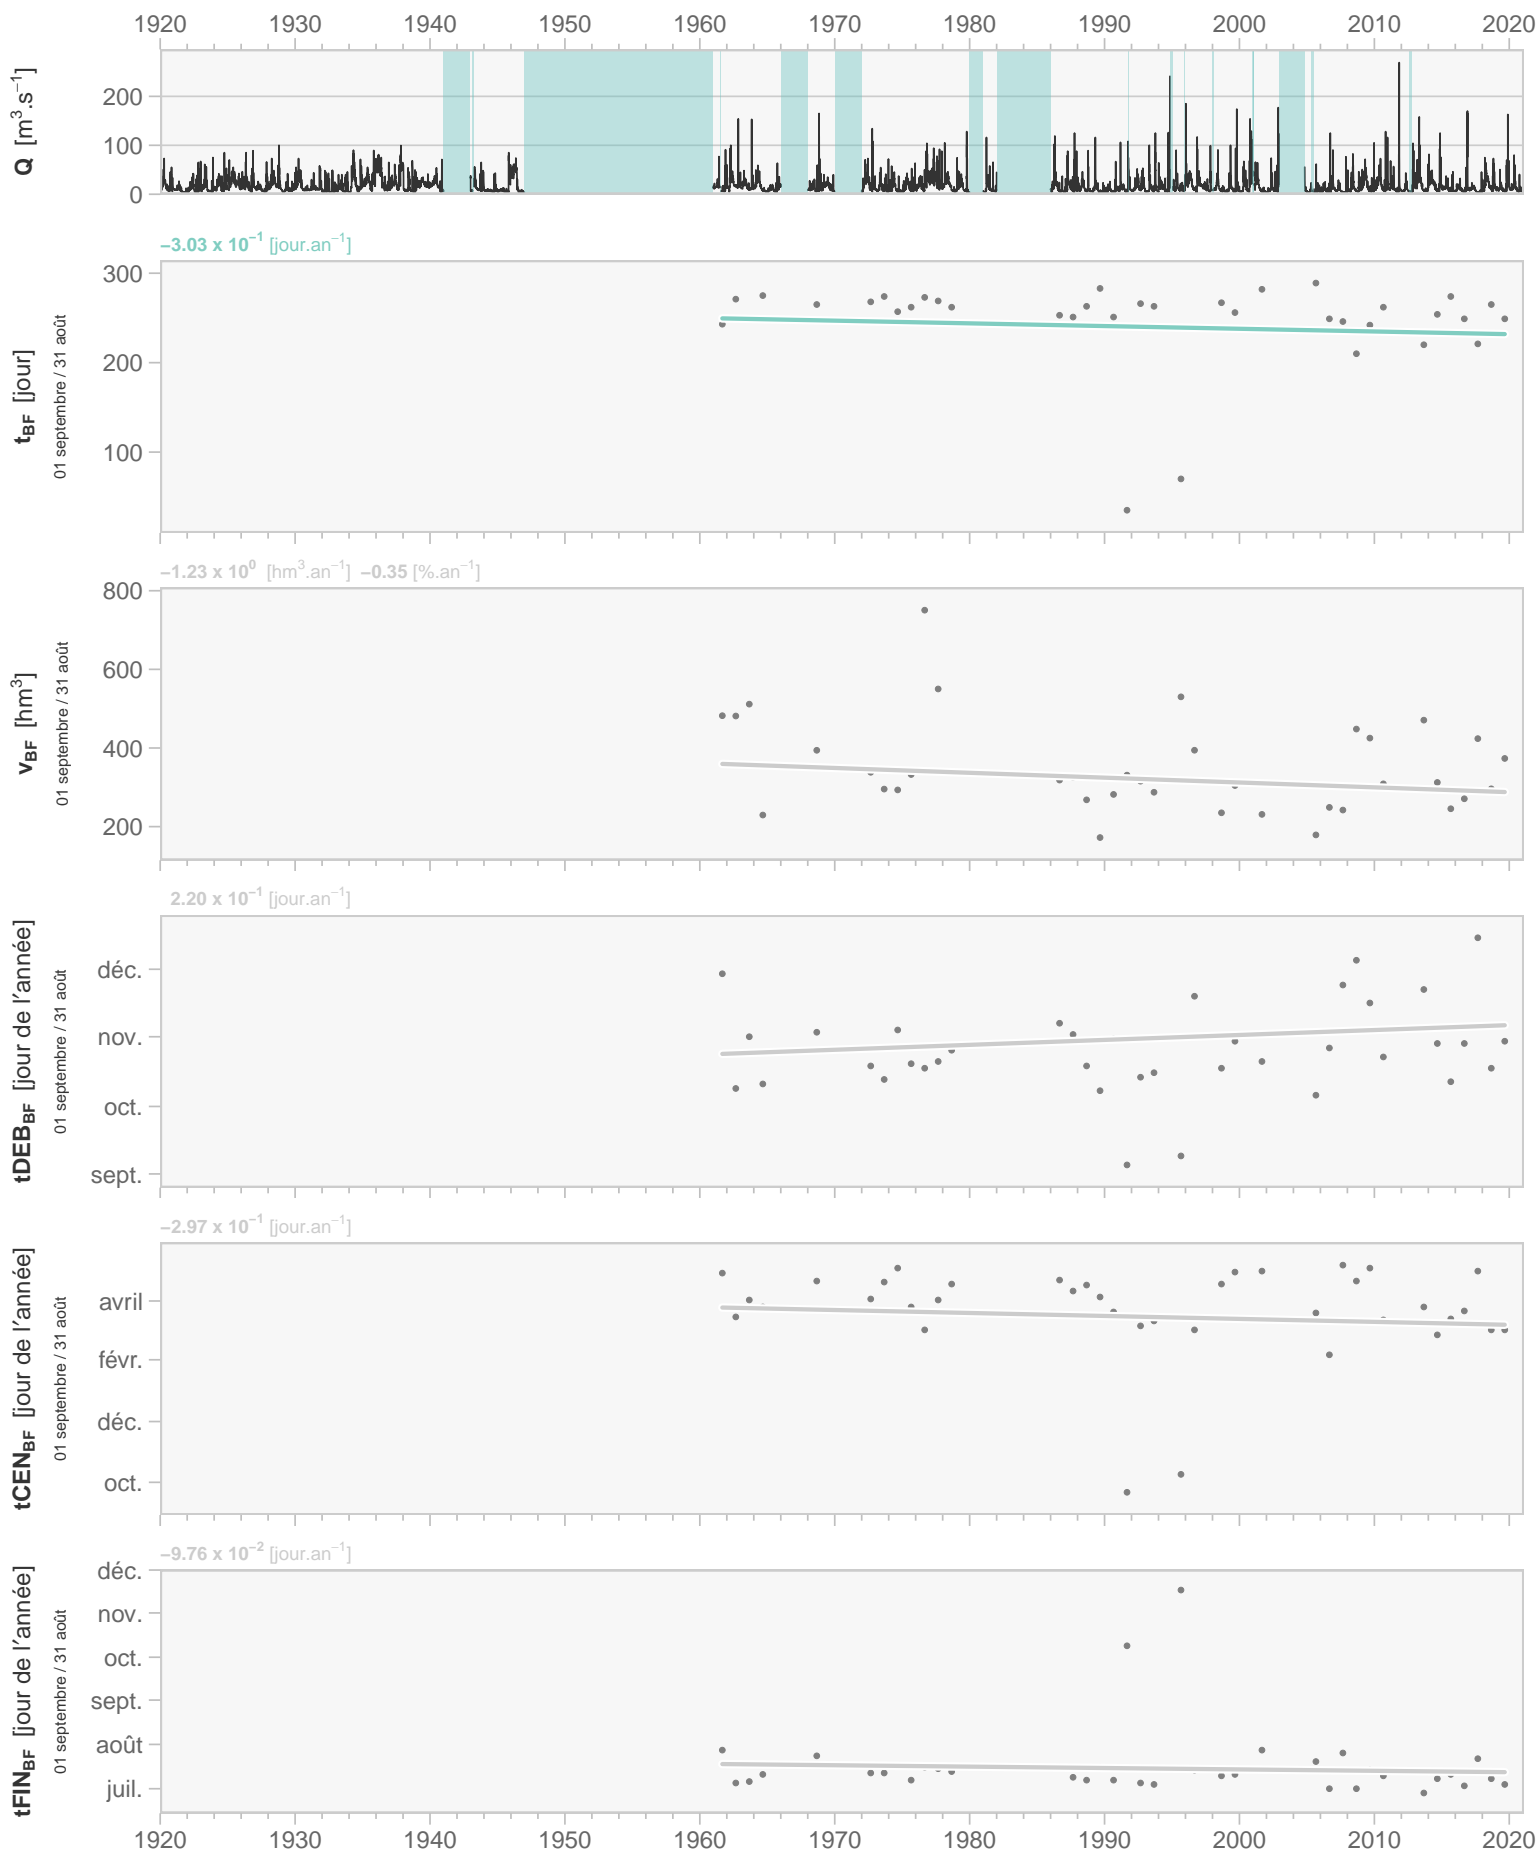 1920 1930 1940 1950 1960 1970 1980 1990 2000 2010 2020
Q [m³.s⁻¹]
200
100
0
−3.03 x 10⁻¹ [jour.an⁻¹]
t_BF [jour]
01 septembre / 31 août
300
200
100
−1.23 x 10⁰ [hm³.an⁻¹] −0.35 [%.an⁻¹]
v_BF [hm³]
01 septembre / 31 août
800
600
400
200
2.20 x 10⁻¹ [jour.an⁻¹]
tDEB_BF [jour de l'année]
01 septembre / 31 août
déc.
nov.
oct.
sept.
−2.97 x 10⁻¹ [jour.an⁻¹]
tCEN_BF [jour de l'année]
01 septembre / 31 août
avril
févr.
déc.
oct.
−9.76 x 10⁻² [jour.an⁻¹]
tFIN_BF [jour de l'année]
01 septembre / 31 août
déc.
nov.
oct.
sept.
août
juil.
1920 1930 1940 1950 1960 1970 1980 1990 2000 2010 2020